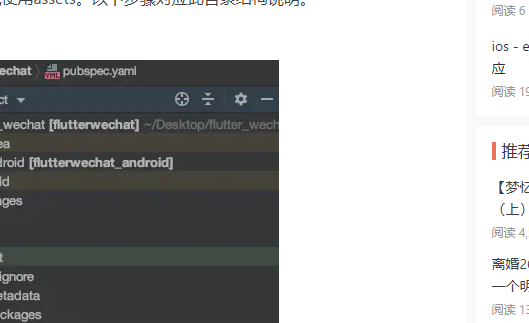 使用assets。以下步骤对应此目录结构说明。
wechat pubspec.yaml
ct
_wechat [flutterwechat] ~/Desktop/flutter_wech
ea
droid [flutterwechat_android]
ld
ages
t
ignore
etadata
ckages
阅读 6
ios - e
应
阅读 19
推荐
【梦忆
（上）
阅读 4,
离婚20
一个明
阅读 13